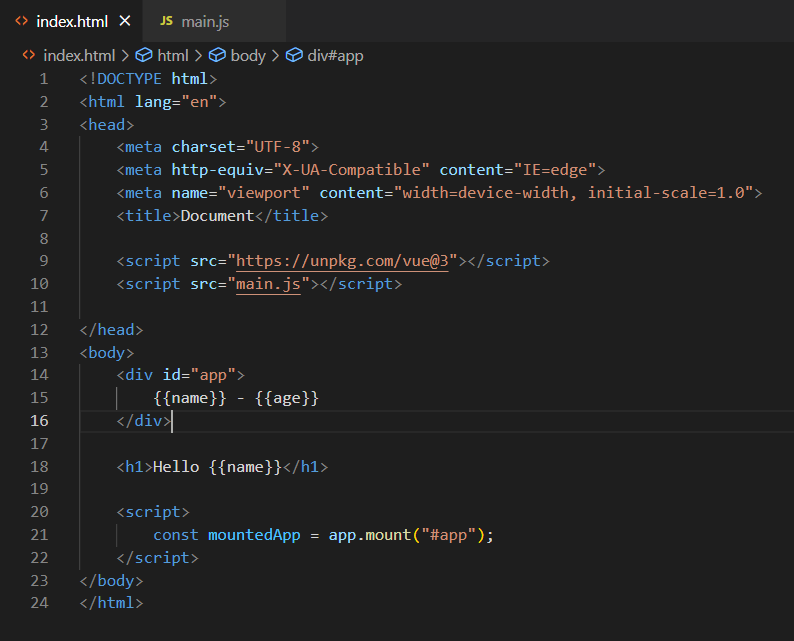 index.html × JS main.js
index.html > html > body > div#app
1 <!DOCTYPE html>
2 <html lang="en">
3 <head>
4 <meta charset="UTF-8">
5 <meta http-equiv="X-UA-Compatible" content="IE=edge">
6 <meta name="viewport" content="width=device-width, initial-scale=1.0">
7 <title>Document</title>
8
9 <script src="https://unpkg.com/vue@3"></script>
10 <script src="main.js"></script>
11
12 </head>
13 <body>
14 <div id="app">
15 {{name}} - {{age}}
16 </div>
17
18 <h1>Hello {{name}}</h1>
19
20 <script>
21 const mountedApp = app.mount("#app");
22 </script>
23 </body>
24 </html>